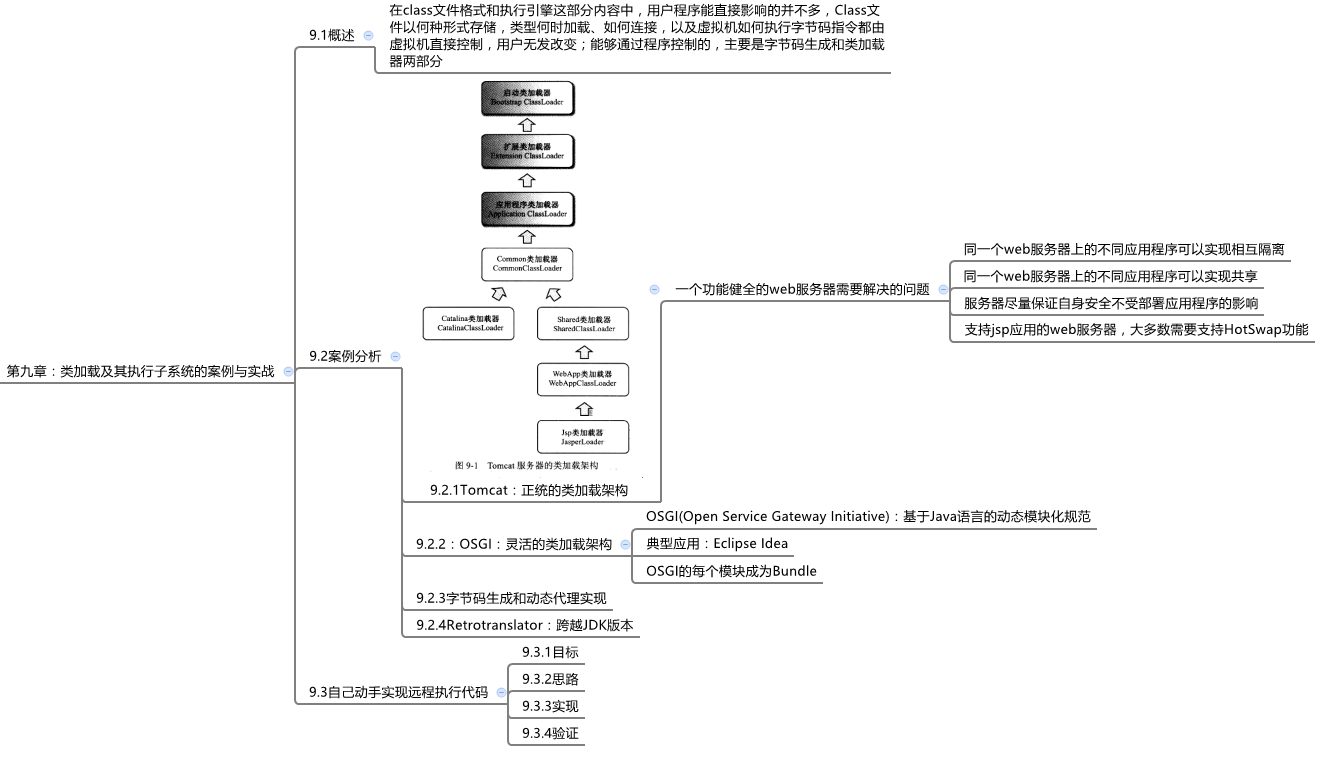 第九章：类加载及其执行子系统的案例与实战
9.1概述
在class文件格式和执行引擎这部分内容中，用户程序能直接影响的并不多，Class文
件以何种形式存储，类型何时加载、如何连接，以及虚拟机如何执行字节码指令都由
虚拟机直接控制，用户无发改变；能够通过程序控制的，主要是字节码生成和类加载
器两部分
9.2案例分析
启动类加载器
Bootstrap ClassLoader
扩展类加载器
Extension ClassLoader
应用程序类加载器
Application ClassLoader
Common类加载器
CommonClassLoader
Catalina类加载器
CatalinaClassLoader
Shared类加载器
SharedClassLoader
WebApp类加载器
WebAppClassLoader
Jsp类加载器
JasperLoader
图 9-1 Tomcat 服务器的类加载架构
9.2.1Tomcat：正统的类加载架构
一个功能健全的web服务器需要解决的问题
同一个web服务器上的不同应用程序可以实现相互隔离
同一个web服务器上的不同应用程序可以实现共享
服务器尽量保证自身安全不受部署应用程序的影响
支持jsp应用的web服务器，大多数需要支持HotSwap功能
9.2.2：OSGI：灵活的类加载架构
OSGI(Open Service Gateway Initiative)：基于Java语言的动态模块化规范
典型应用：Eclipse Idea
OSGI的每个模块成为Bundle
9.2.3字节码生成和动态代理实现
9.2.4Retrotranslator：跨越JDK版本
9.3自己动手实现远程执行代码
9.3.1目标
9.3.2思路
9.3.3实现
9.3.4验证